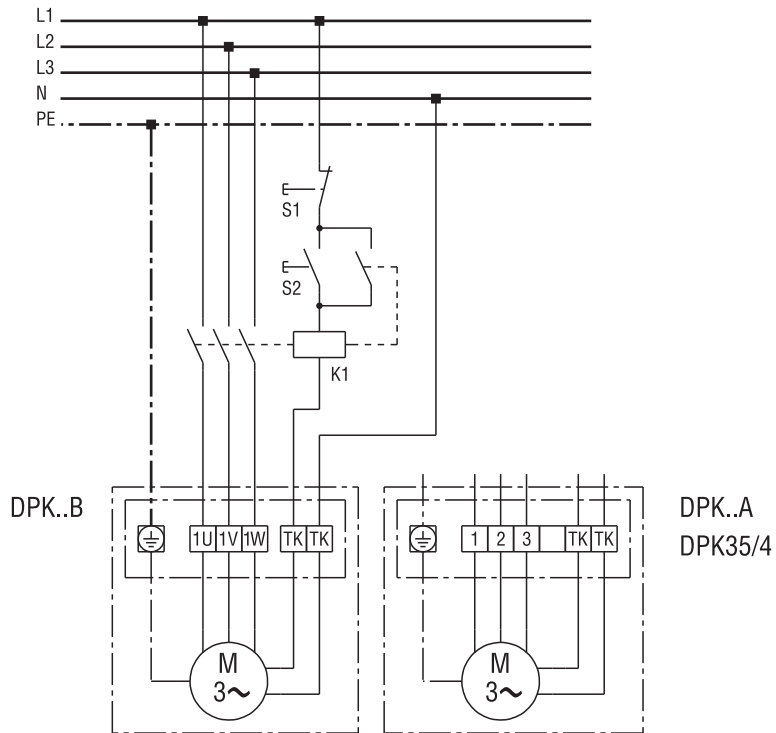 L1
L2
L3
N
PE
S1
S2
K1
DPK..B
1U 1V 1W TK TK
M
3~
DPK..A
DPK35/4
1 2 3 TK TK
M
3~